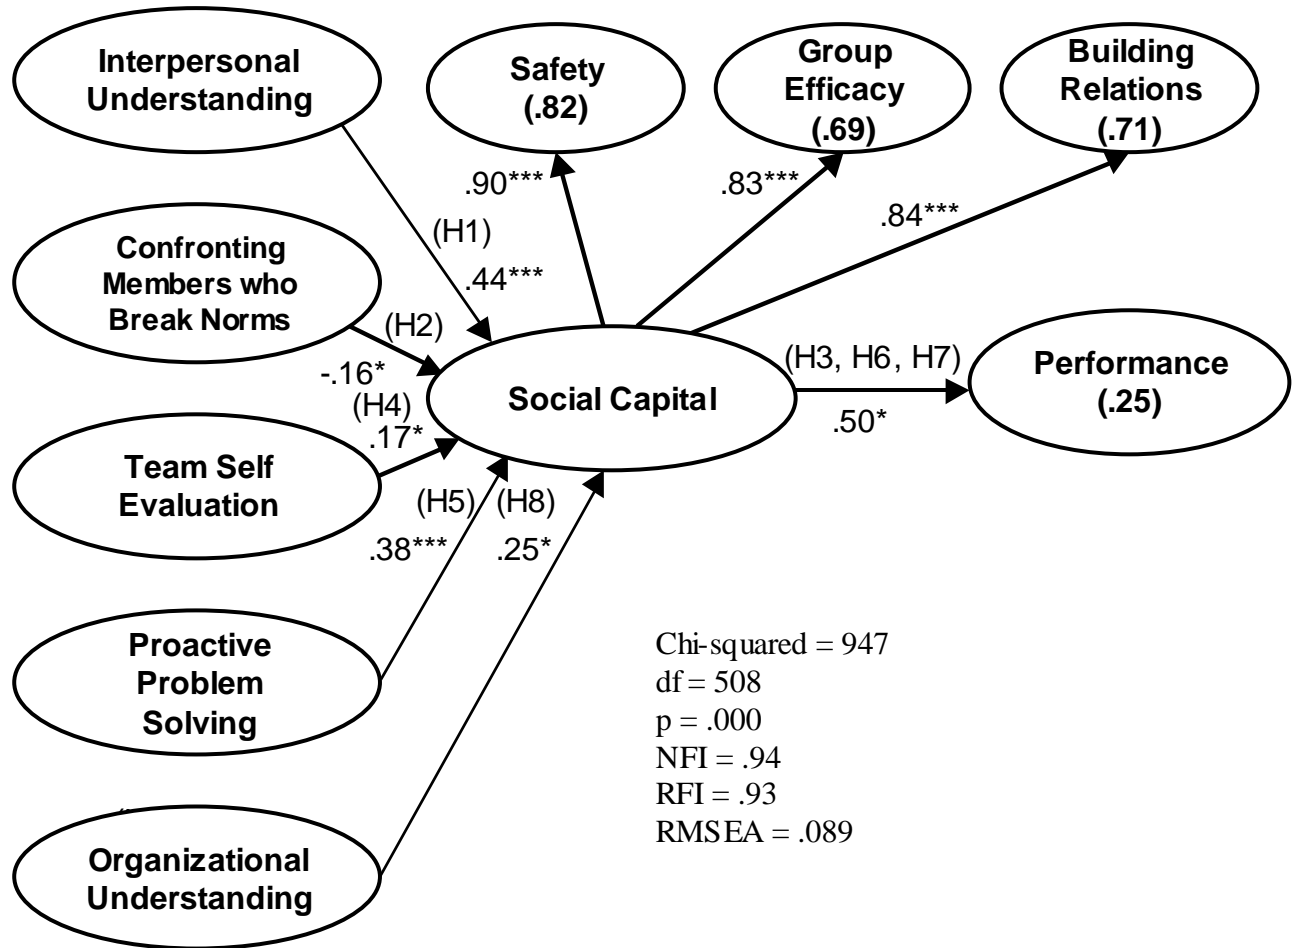 Interpersonal
Understanding
Safety
(.82)
Group
Efficacy
(.69)
Building
Relations
(.71)
.90***
.83***
.84***
(H1)
.44***
Confronting
Members who
Break Norms
(H2)
-.16*
(H4)
.17*
Social Capital
(H3, H6, H7)
.50*
Performance
(.25)
Team Self
Evaluation
(H5)
(H8)
.38***
.25*
Proactive
Problem
Solving
Organizational
Understanding
Chi-squared = 947
df = 508
p = .000
NFI = .94
RFI = .93
RMSEA = .089